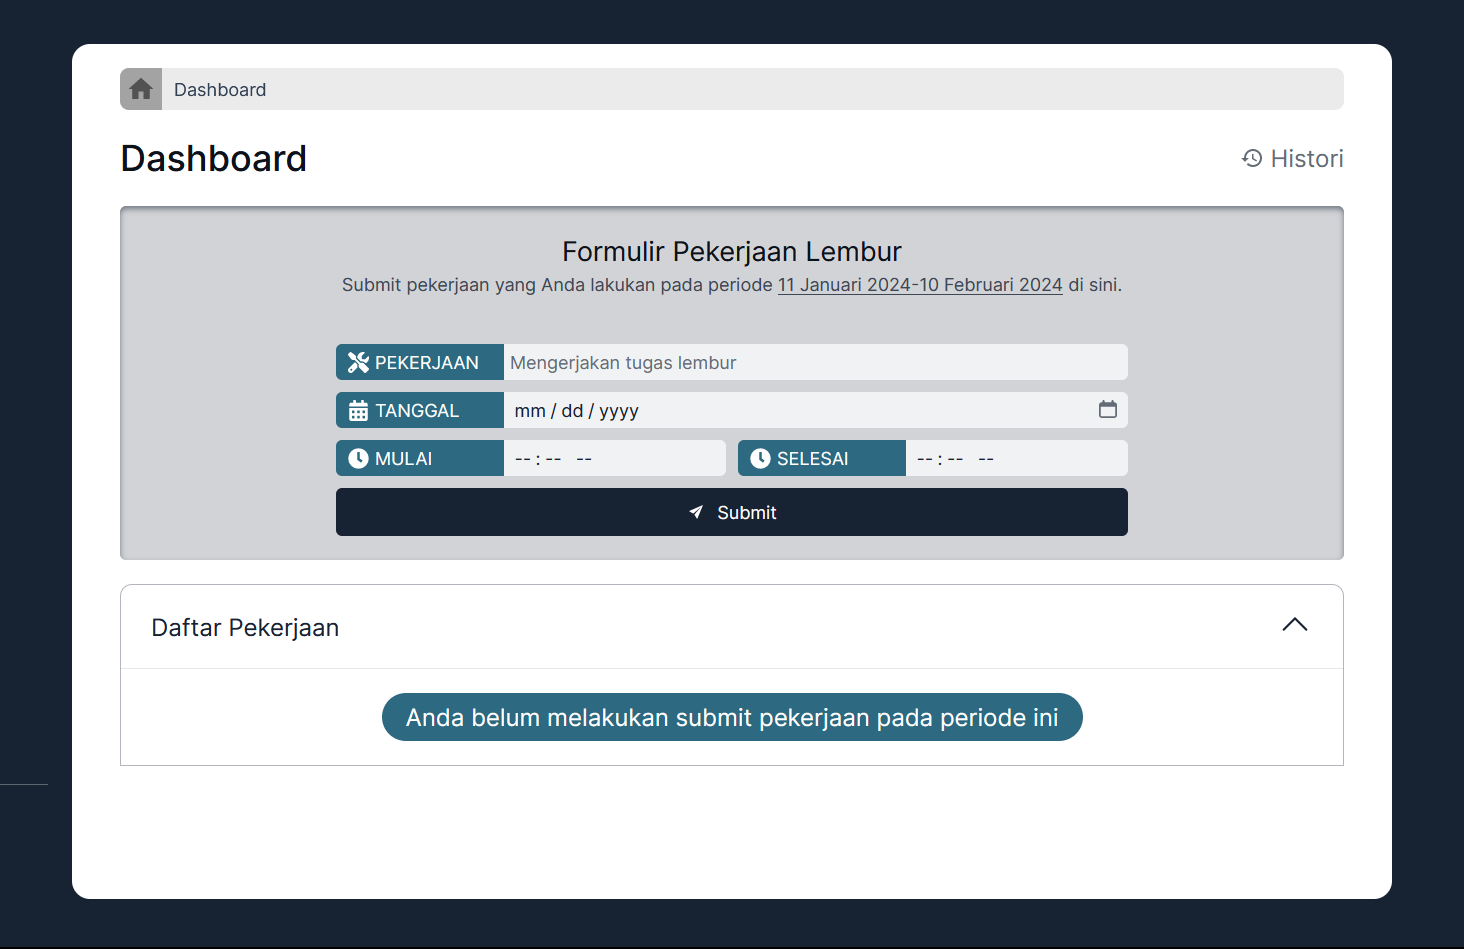 Dashboard
Dashboard
Histori
Formulir Pekerjaan Lembur
Submit pekerjaan yang Anda lakukan pada periode 11 Januari 2024-10 Februari 2024 di sini.
PEKERJAAN Mengerjakan tugas lembur
TANGGAL mm / dd / yyyy
MULAI -- : -- -- SELESAI -- : -- --
Submit
Daftar Pekerjaan
Anda belum melakukan submit pekerjaan pada periode ini